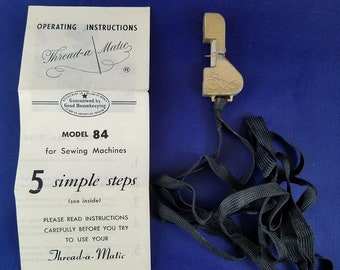 OPERATING INSTRUCTIONS
Thread-a Matic
®
Guaranteed by
Good Housekeeping
MODEL 84
for Sewing Machines
5 simple steps
(see inside)
PLEASE READ INSTRUCTIONS
CAREFULLY BEFORE YOU TRY
TO USE YOUR
Thread-a-Matic